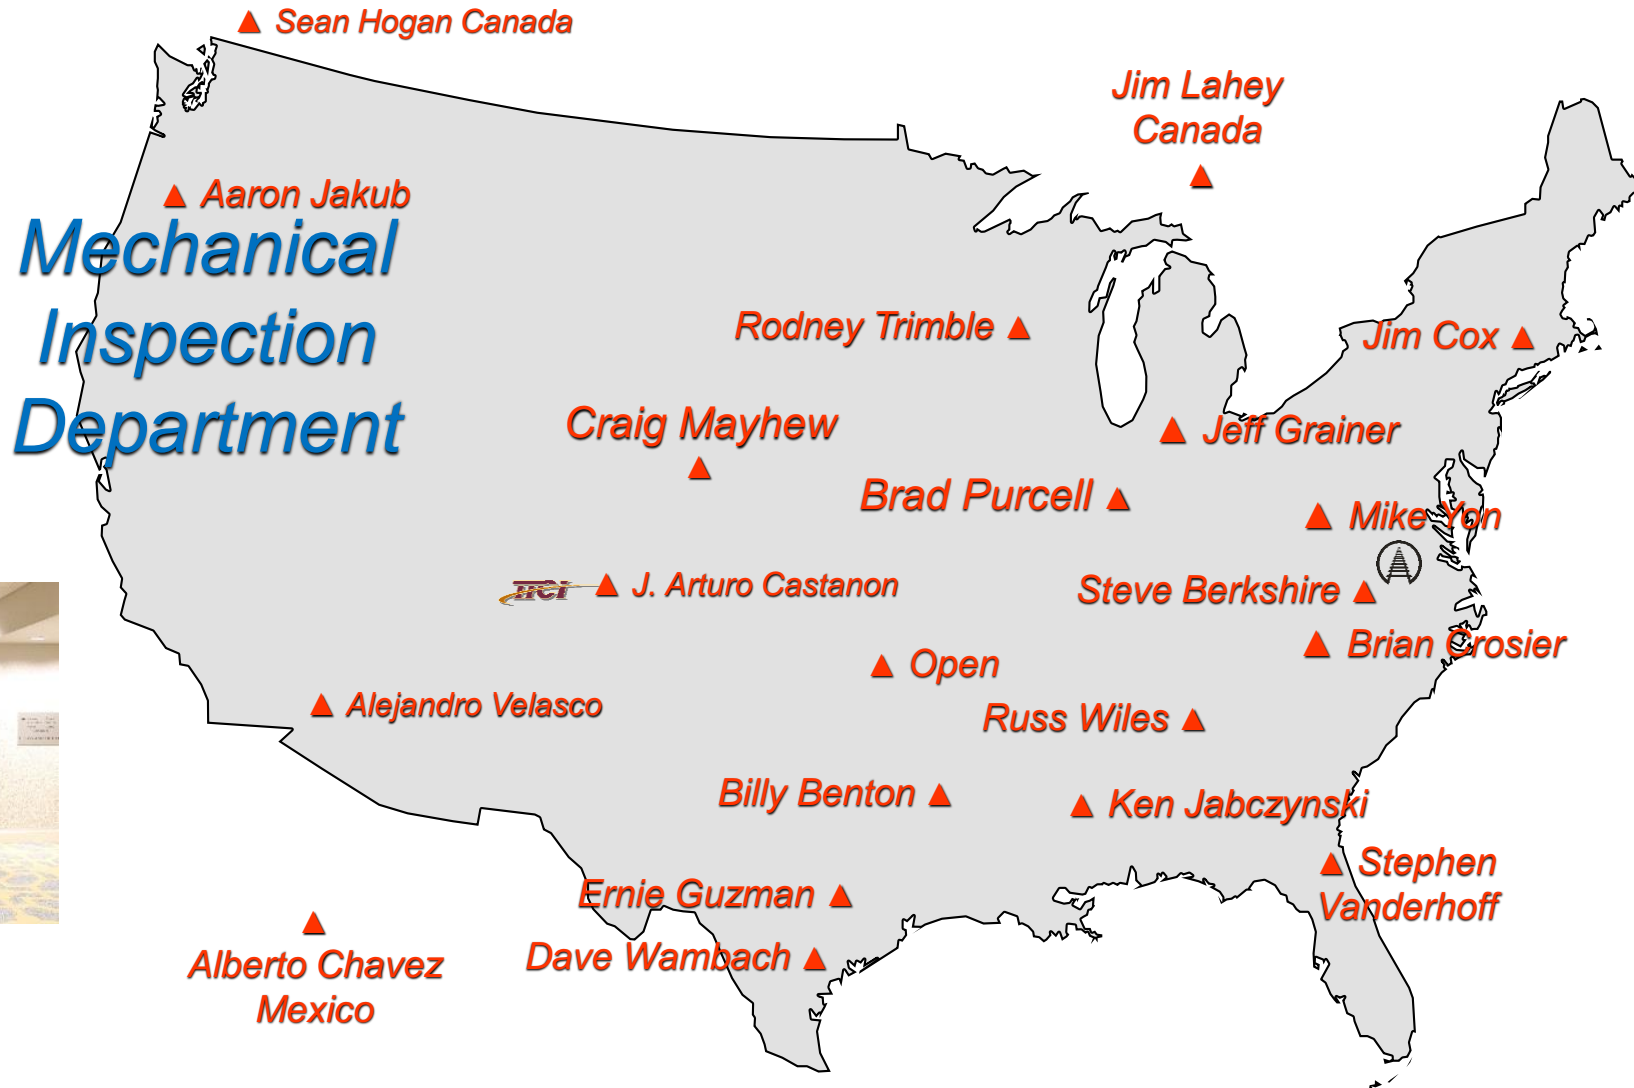 Sean Hogan Canada
Jim Lahey
Canada
Aaron Jakub
Mechanical
Inspection
Department
Rodney Trimble
Jim Cox
Craig Mayhew
Jeff Grainer
Brad Purcell
Mike Yon
TTCI
J. Arturo Castanon
Steve Berkshire
Brian Crosier
Open
Alejandro Velasco
Russ Wiles
Billy Benton
Ken Jabczynski
Stephen
Vanderhoff
Ernie Guzman
Dave Wambach
Alberto Chavez
Mexico